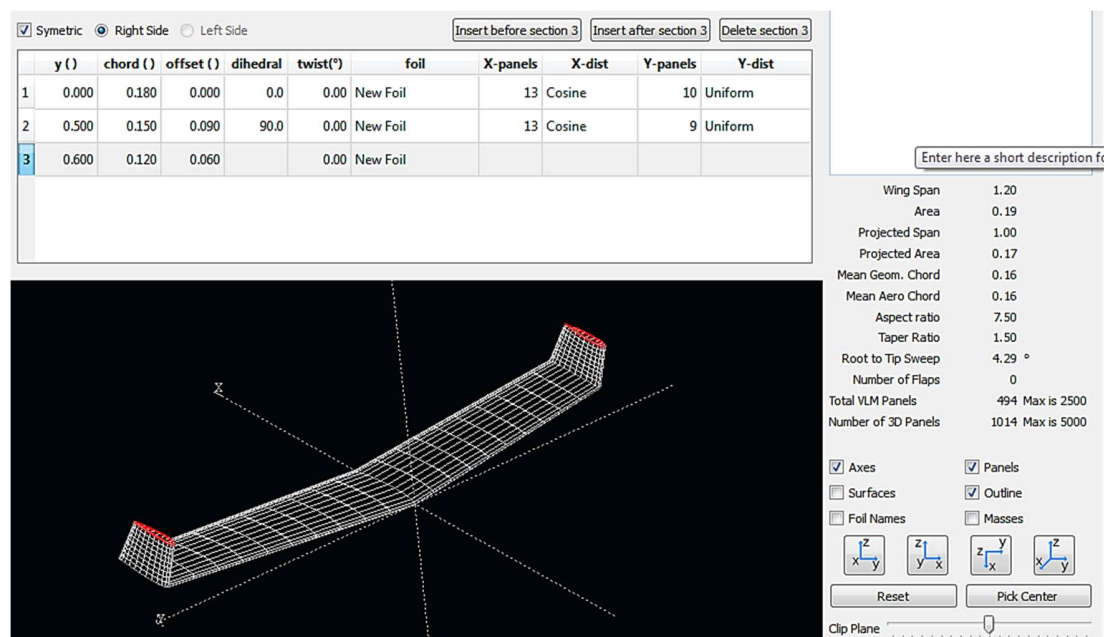 Symetric Right Side Left Side Insert before section 3 Insert after section 3 Delete section 3
y () chord () offset () dihedral twist(°) foil X-panels X-dist Y-panels Y-dist
1 0.000 0.180 0.000 0.0 0.00 New Foil 13 Cosine 10 Uniform
2 0.500 0.150 0.090 90.0 0.00 New Foil 13 Cosine 9 Uniform
3 0.600 0.120 0.060 0.00 New Foil
Enter here a short description fo
Wing Span 1.20
Area 0.19
Projected Span 1.00
Projected Area 0.17
Mean Geom. Chord 0.16
Mean Aero Chord 0.16
Aspect ratio 7.50
Taper Ratio 1.50
Root to Tip Sweep 4.29 °
Number of Flaps 0
Total VLM Panels 494 Max is 2500
Number of 3D Panels 1014 Max is 5000
X
Axes Panels
Surfaces Outline
Foil Names Masses
z x y
z y x
z y x
z x y
Reset Pick Center
Clip Plane